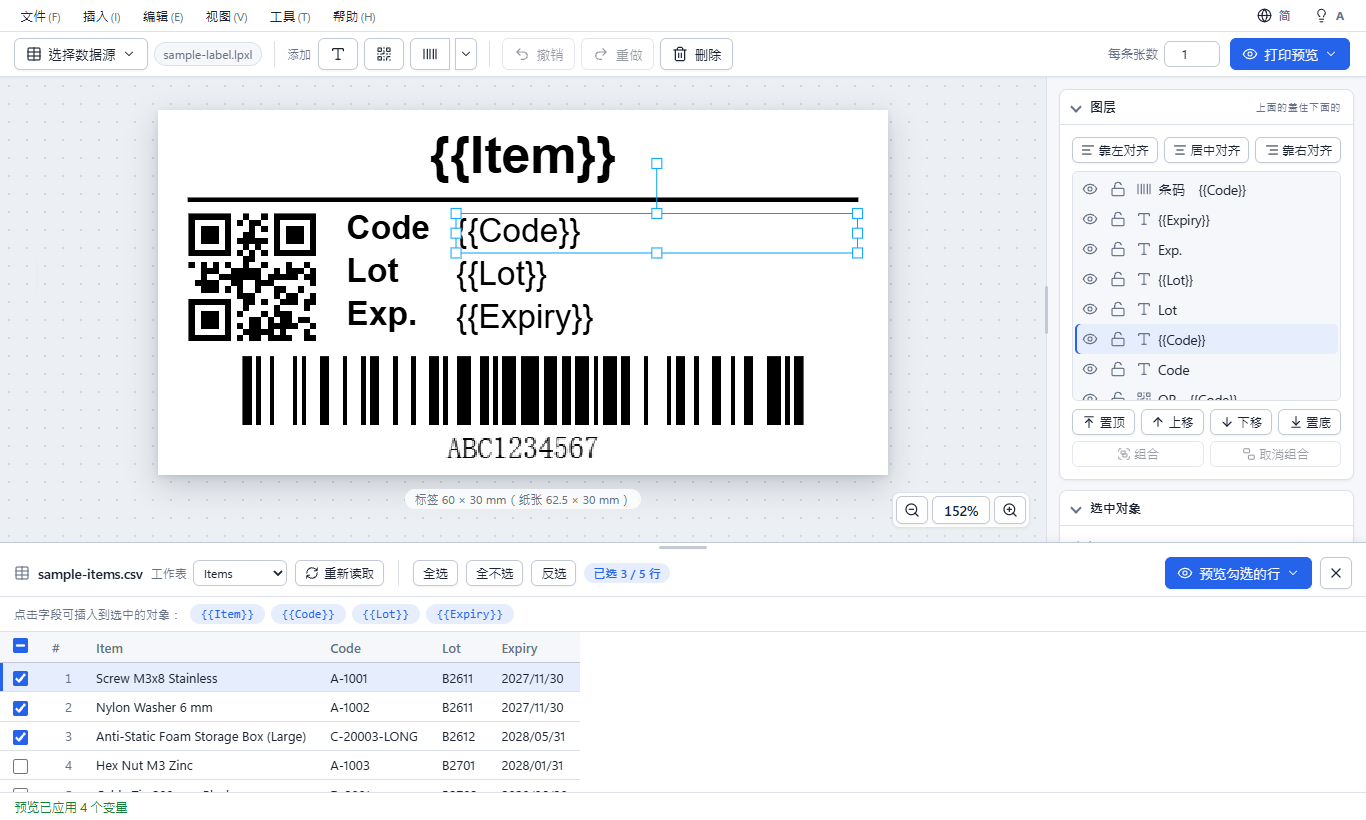 文件(F) 插入(I) 编辑(E) 视图(V) 工具(T) 帮助(H) 简 A
选择数据源 sample-label.lpxl 添加 撤销 重做 删除 每条张数 1 打印预览
{{Item}}
Code {{Code}}
Lot {{Lot}}
Exp. {{Expiry}}
ABC1234567
标签 60 × 30 mm ( 纸张 62.5 × 30 mm )
152%
图层 上面的盖住下面的
靠左对齐 居中对齐 靠右对齐
条码 {{Code}}
{{Expiry}}
Exp.
{{Lot}}
Lot
{{Code}}
Code
QR {{Code}}
置顶 上移 下移 置底
组合 取消组合
选中对象
sample-items.csv 工作表 Items 重新读取 全选 全不选 反选 已选 3 / 5 行 预览勾选的行
点击字段可插入到选中的对象： {{Item}} {{Code}} {{Lot}} {{Expiry}}
# Item Code Lot Expiry
1 Screw M3x8 Stainless A-1001 B2611 2027/11/30
2 Nylon Washer 6 mm A-1002 B2611 2027/11/30
3 Anti-Static Foam Storage Box (Large) C-20003-LONG B2612 2028/05/31
4 Hex Nut M3 Zinc A-1003 B2701 2028/01/31
预览已应用 4 个变量